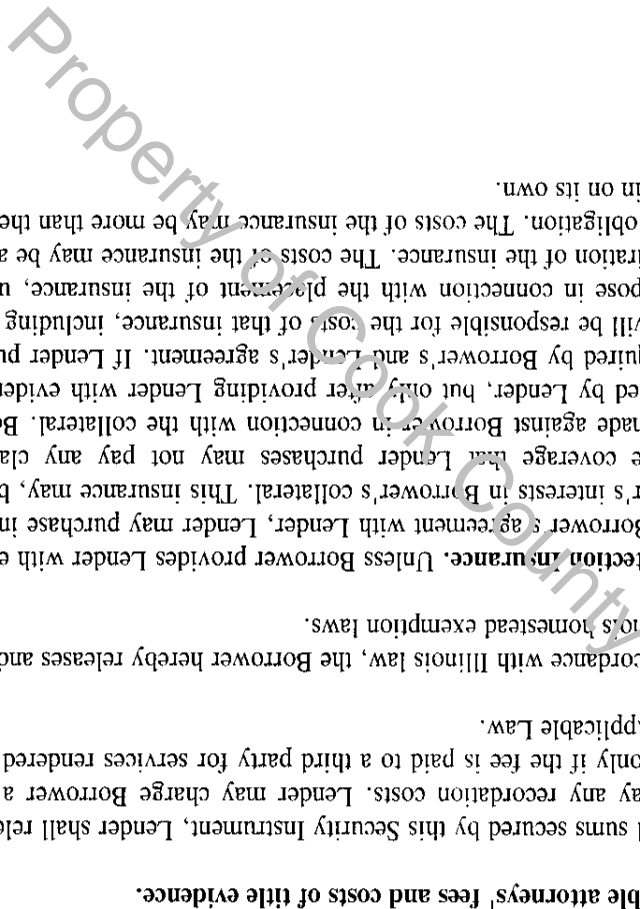 ble attorneys' fees and costs of title evidence.
l sums secured by this Security Instrument, Lender shall rele
ay any recordation costs. Lender may charge Borrower a
only if the fee is paid to a third party for services rendered
Applicable Law.
cordance with Illinois law, the Borrower hereby releases and
nois homestead exemption laws.
tection Insurance. Unless Borrower provides Lender with e
Borrower's agreement with Lender, Lender may purchase in
r's interests in Borrower's collateral. This insurance may, b
e coverage that Lender purchases may not pay any cla
made against Borrower in connection with the collateral. Bo
ed by Lender, but only after providing Lender with eviden
quired by Borrower's and Lender's agreement. If Lender pu
will be responsible for the costs of that insurance, including
pose in connection with the placement of the insurance, u
iration of the insurance. The costs of the insurance may be a
obligation. The costs of the insurance may be more than the
in on its own.
Property of Cook County